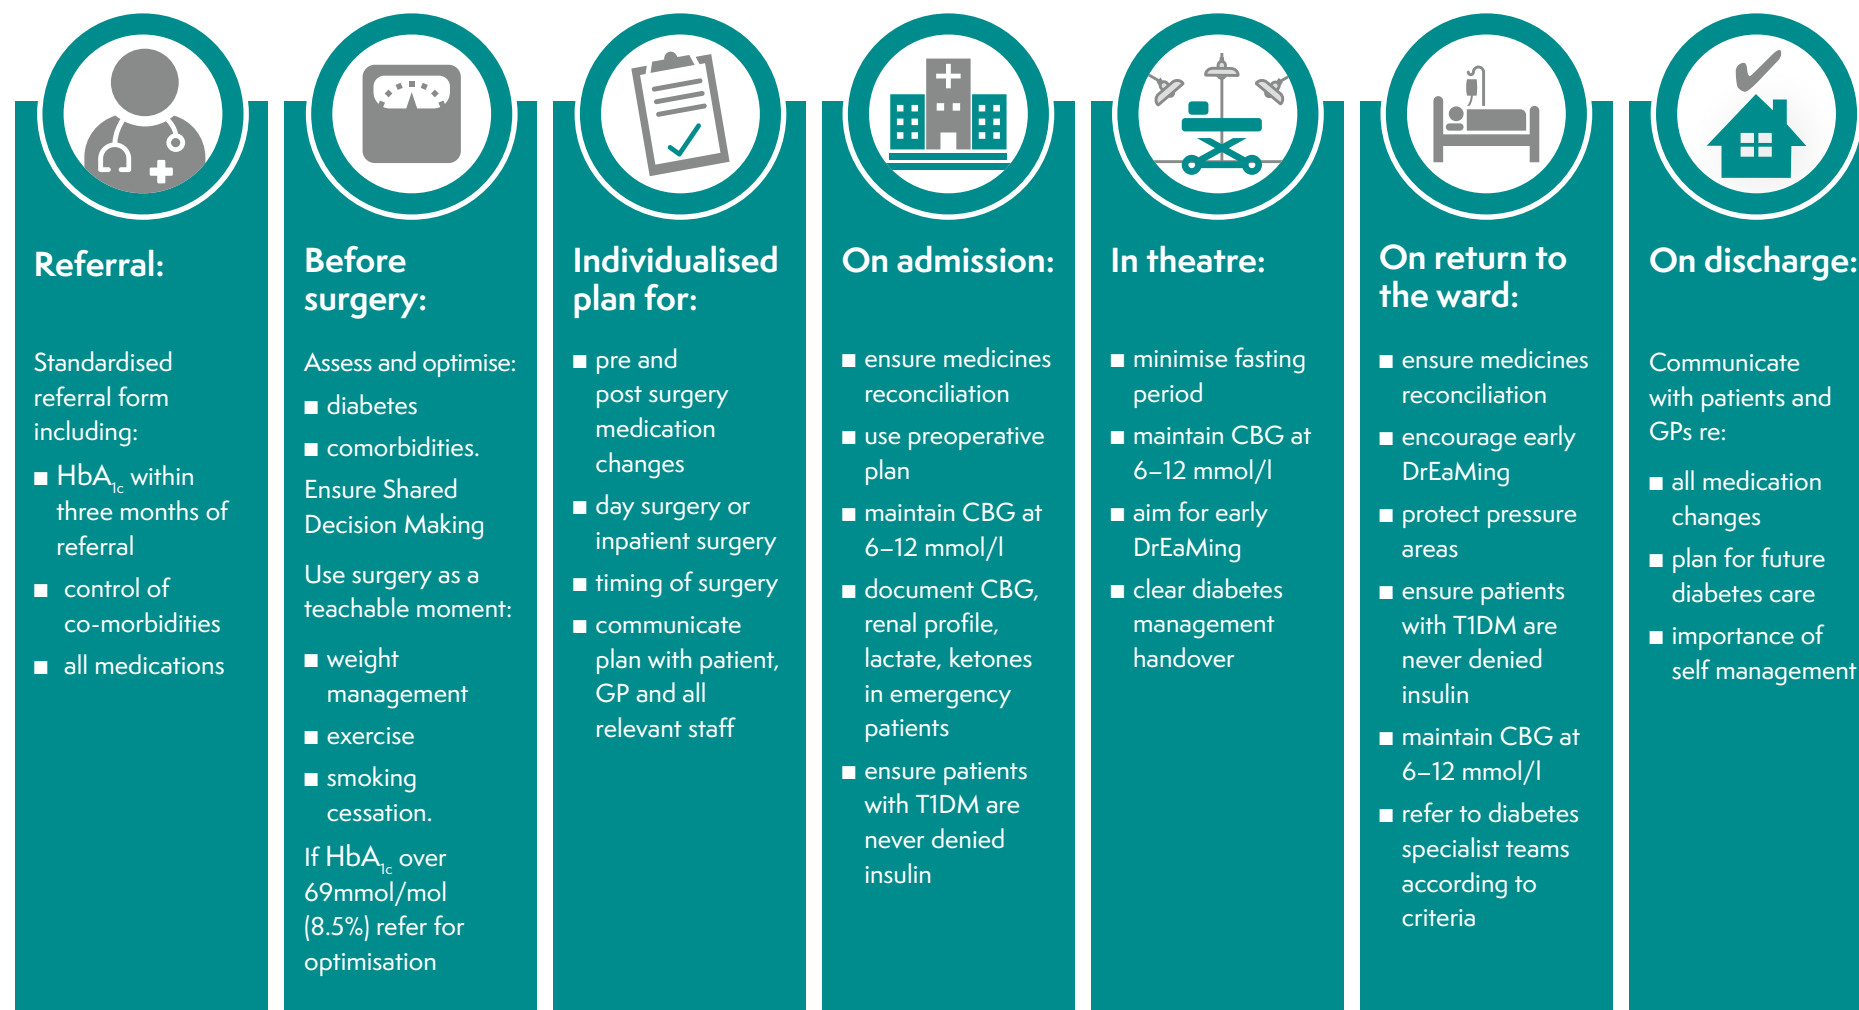 Referral:
Standardised
referral form
including:
■ HbA1c within
three months of
referral
■ control of
co-morbidities
■ all medications
Before
surgery:
Assess and optimise:
■ diabetes
■ comorbidities.
Ensure Shared
Decision Making
Use surgery as a
teachable moment:
■ weight
management
■ exercise
■ smoking
cessation.
If HbA1c over
69mmol/mol
(8.5%) refer for
optimisation
Individualised
plan for:
■ pre and
post surgery
medication
changes
■ day surgery or
inpatient surgery
■ timing of surgery
■ communicate
plan with patient,
GP and all
relevant staff
On admission:
■ ensure medicines
reconciliation
■ use preoperative
plan
■ maintain CBG at
6–12 mmol/l
■ document CBG,
renal profile,
lactate, ketones
in emergency
patients
■ ensure patients
with T1DM are
never denied
insulin
In theatre:
■ minimise fasting
period
■ maintain CBG at
6–12 mmol/l
■ aim for early
DrEaMing
■ clear diabetes
management
handover
On return to
the ward:
■ ensure medicines
reconciliation
■ encourage early
DrEaMing
■ protect pressure
areas
■ ensure patients
with T1DM are
never denied
insulin
■ maintain CBG at
6–12 mmol/l
■ refer to diabetes
specialist teams
according to
criteria
On discharge:
Communicate
with patients and
GPs re:
■ all medication
changes
■ plan for future
diabetes care
■ importance of
self management